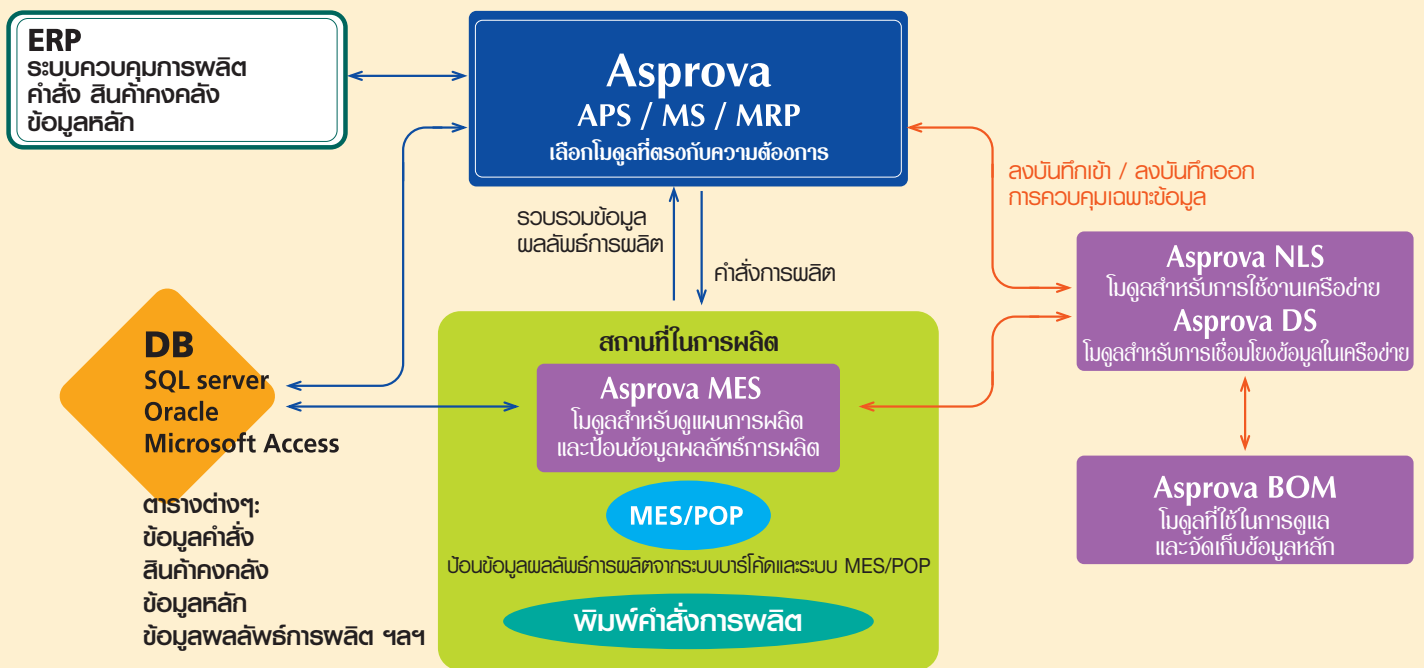 ERP
ระบบควบคุมการผลิต
คำสั่ง สินค้าคงคลัง
ข้อมูลหลัก
Asprova
APS / MS / MRP
เลือกโมดูลที่ตรงกับความต้องการ
ลงบันทึกเข้า / ลงบันทึกออก
การควบคุมเฉพาะข้อมูล
รวบรวมข้อมูล
ผลลัพธ์การผลิต
คำสั่งการผลิต
Asprova NLS
โมดูลสำหรับการใช้งานเครือข่าย
Asprova DS
โมดูลสำหรับการเชื่อมโยงข้อมูลในเครือข่าย
DB
SQL server
Oracle
Microsoft Access
ตารางต่างๆ:
ข้อมูลคำสั่ง
สินค้าคงคลัง
ข้อมูลหลัก
ข้อมูลผลลัพธ์การผลิต ฯลฯ
สถานที่ในการผลิต
Asprova MES
โมดูลสำหรับดูแผนการผลิต
และป้อนข้อมูลผลลัพธ์การผลิต
MES/POP
ป้อนข้อมูลผลลัพธ์การผลิตจากระบบบาร์โค้ดและระบบ MES/POP
พิมพ์คำสั่งการผลิต
Asprova BOM
โมดูลที่ใช้ในการดูแล
และจัดเก็บข้อมูลหลัก